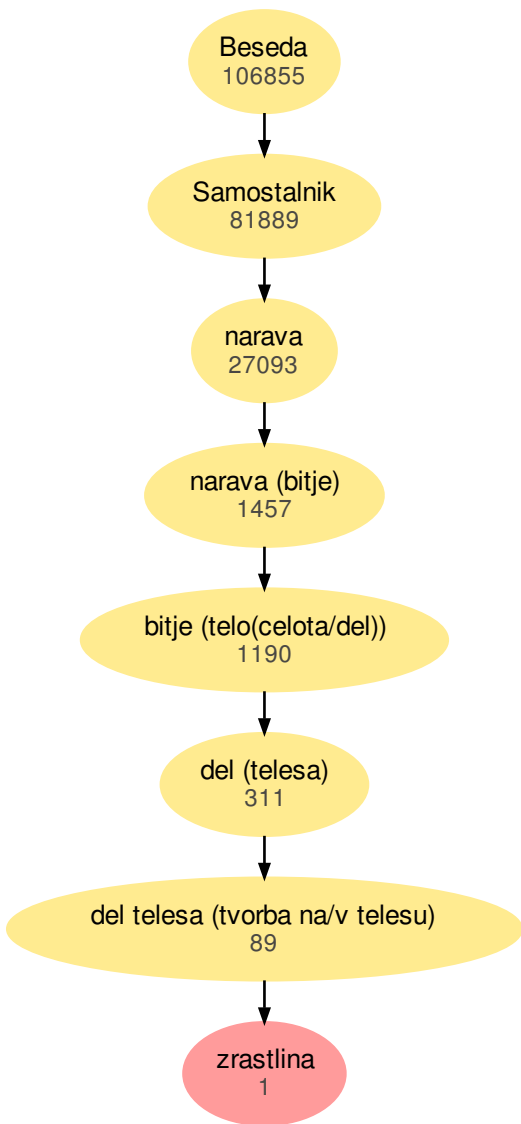 Beseda
106855
Samostalnik
81889
narava
27093
narava (bitje)
1457
bitje (telo(celota/del))
1190
del (telesa)
311
del telesa (tvorba na/v telesu)
89
zrastlina
1